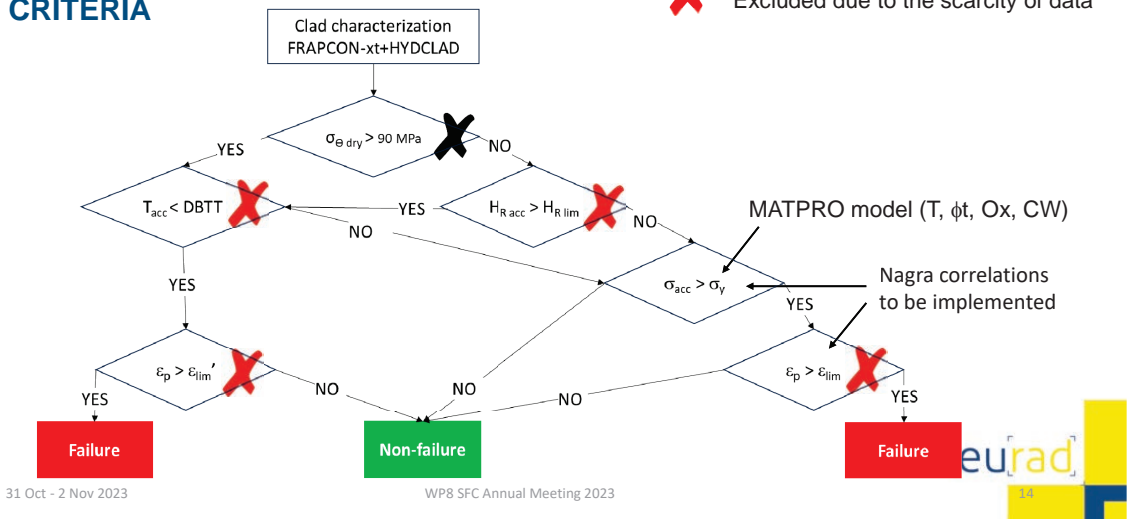 CRITERIA
Excluded due to the scarcity of data
Clad characterization
FRAPCON-xt+HYDCLAD
σΘ dry > 90 MPa
YES
NO
Tacc < DBTT
YES
HR acc > HR lim
NO
NO
MATPRO model (T, ϕt, Ox, CW)
YES
σacc > σy
Nagra correlations
to be implemented
YES
εp > εlim’
εp > εlim
YES
NO
NO
NO
YES
Failure
Non-failure
Failure
eu[rad]
31 Oct - 2 Nov 2023
WP8 SFC Annual Meeting 2023
14